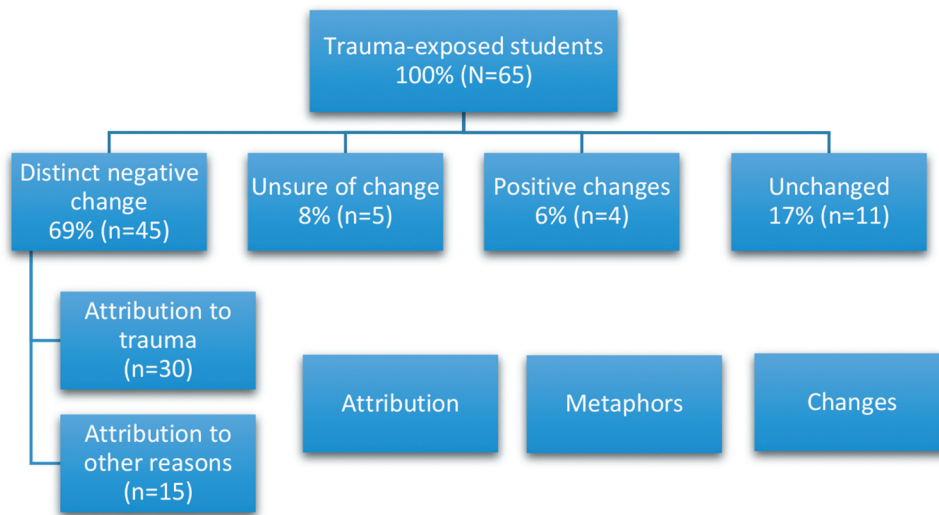 Trauma-exposed students
100% (N=65)
Distinct negative
change
69% (n=45)
Unsure of change
8% (n=5)
Positive changes
6% (n=4)
Unchanged
17% (n=11)
Attribution to
trauma
(n=30)
Attribution to
other reasons
(n=15)
Attribution
Metaphors
Changes